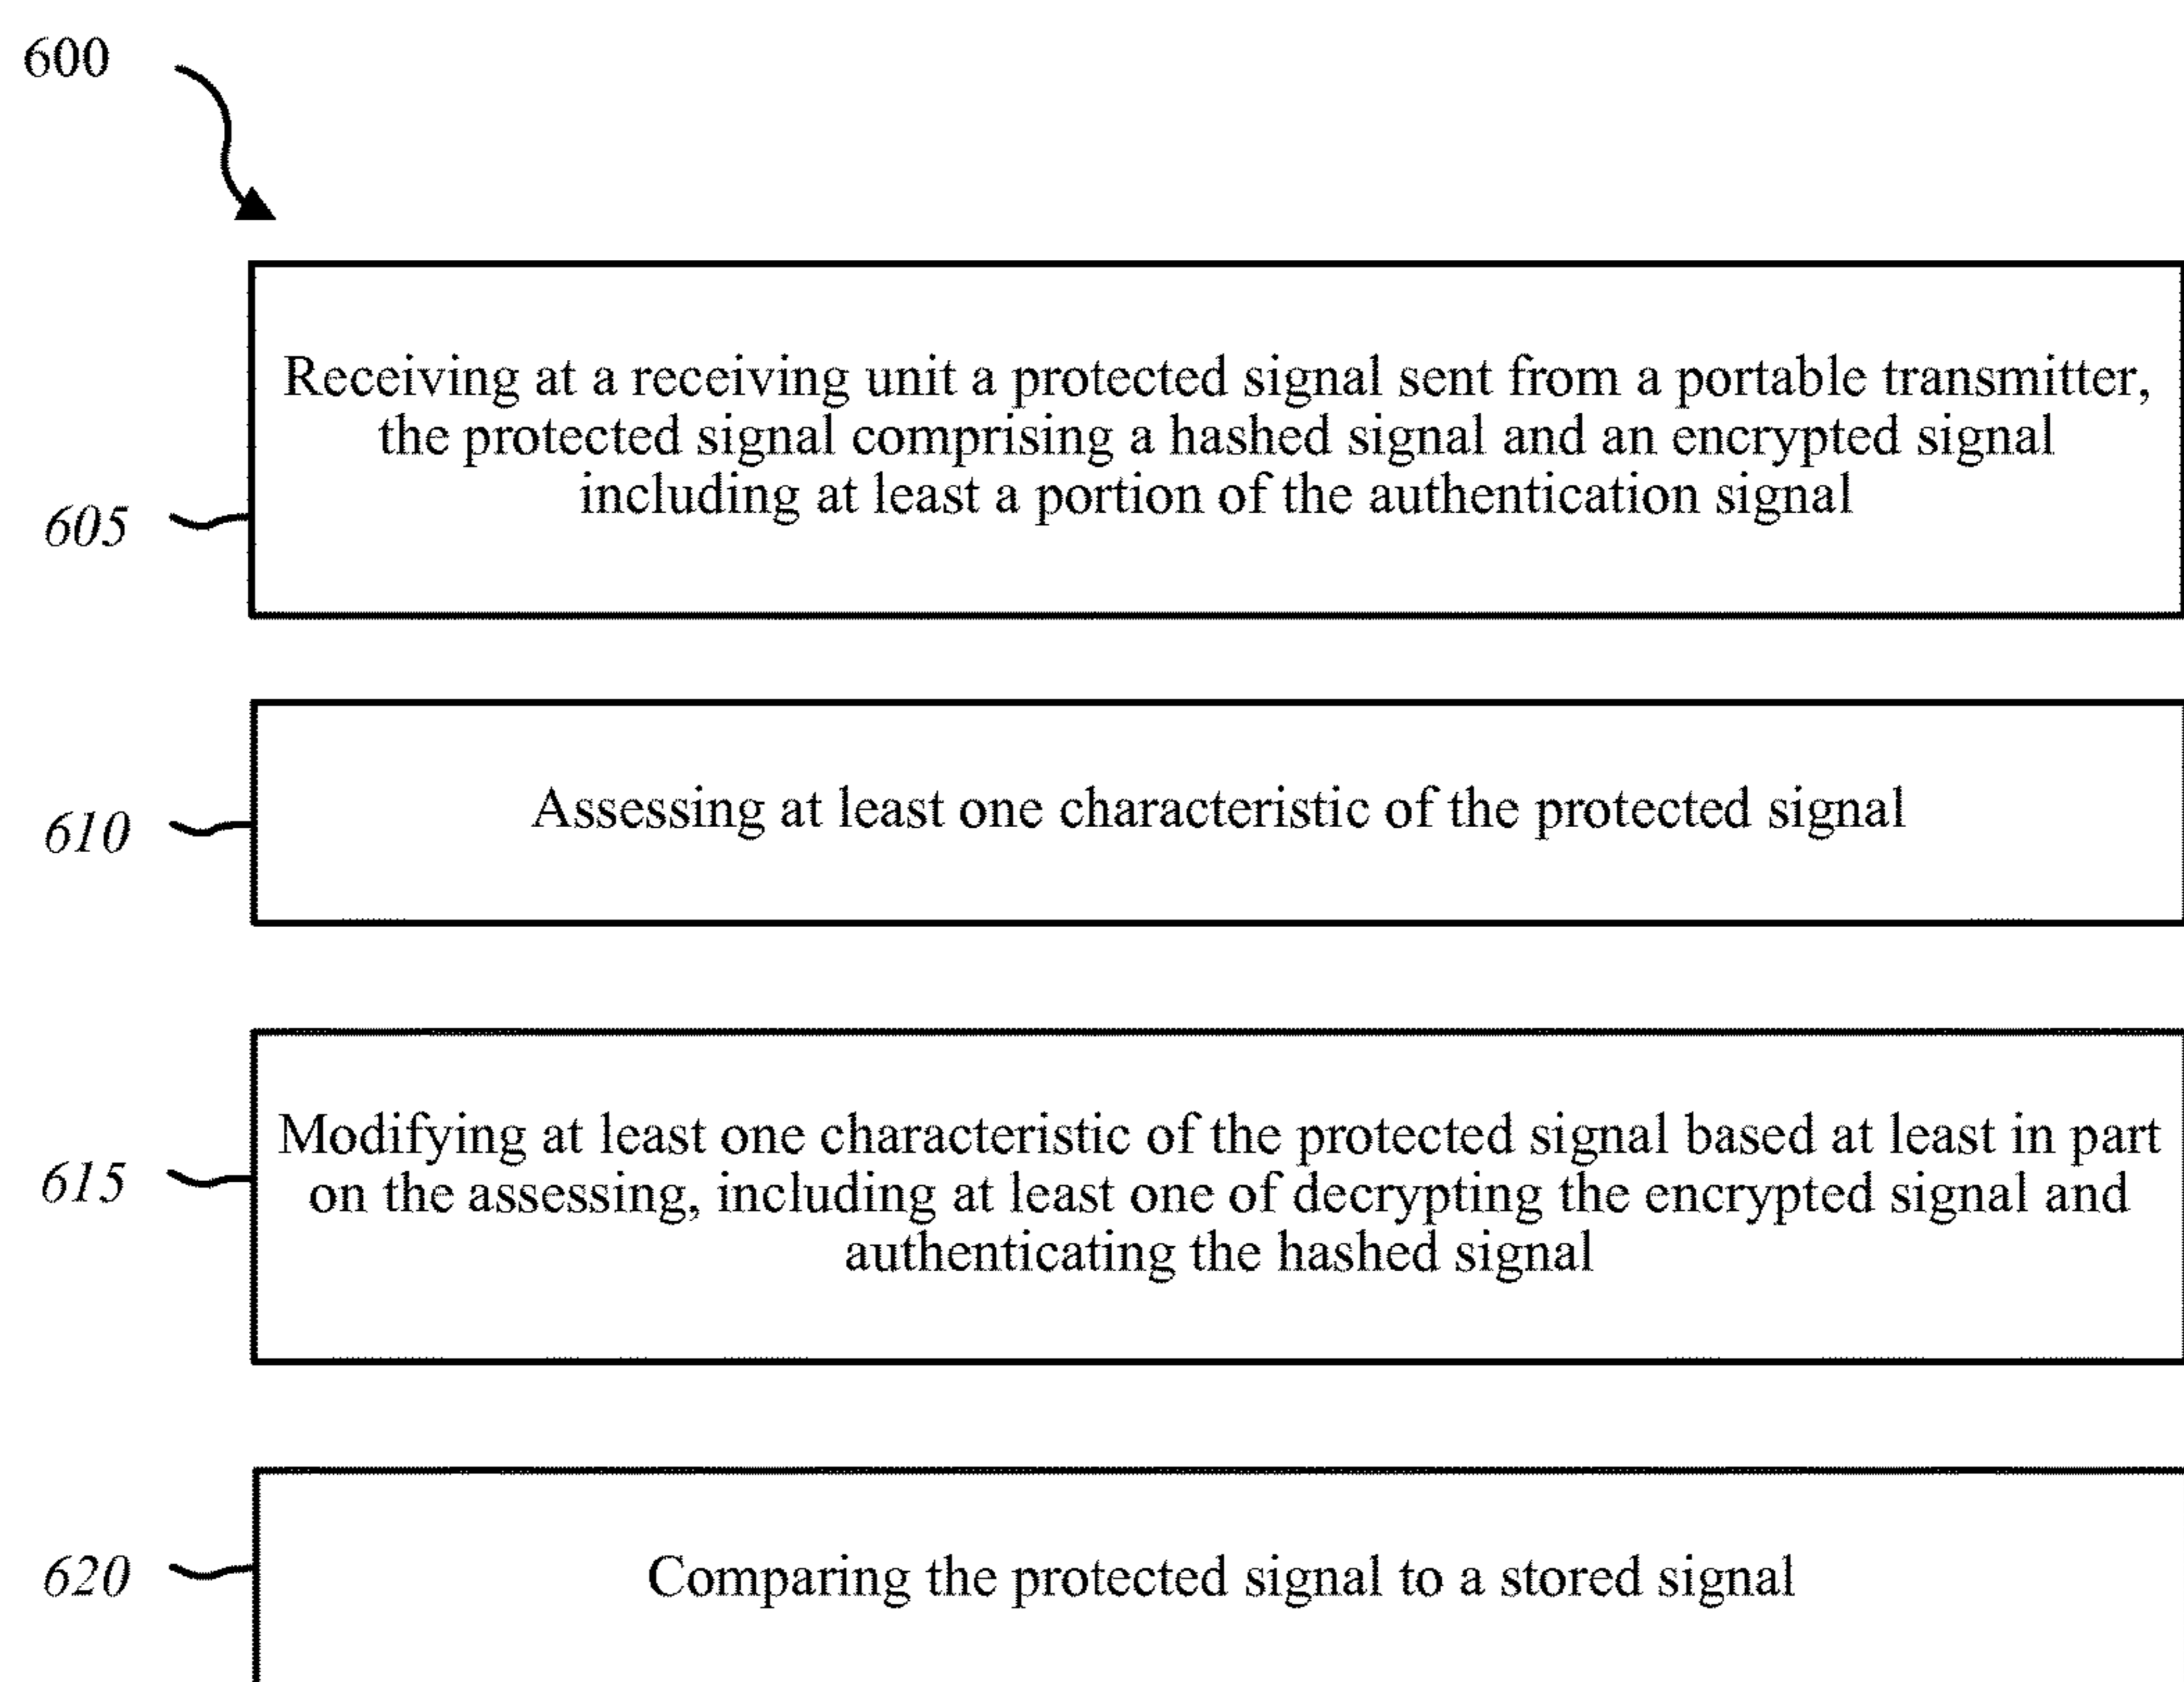 600
Receiving at a receiving unit a protected signal sent from a portable transmitter,
the protected signal comprising a hashed signal and an encrypted signal
including at least a portion of the authentication signal
605
Assessing at least one characteristic of the protected signal
610
Modifying at least one characteristic of the protected signal based at least in part
on the assessing, including at least one of decrypting the encrypted signal and
authenticating the hashed signal
615
Comparing the protected signal to a stored signal
620